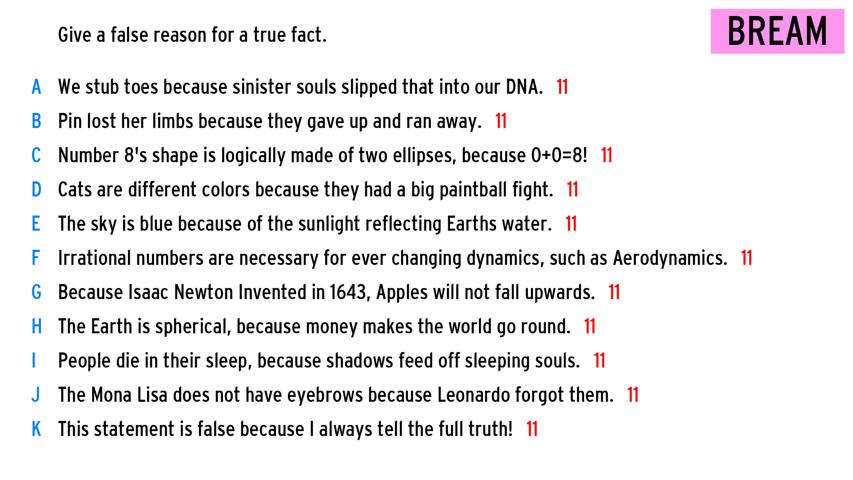 Give a false reason for a true fact.
BREAM
A We stub toes because sinister souls slipped that into our DNA. 11
B Pin lost her limbs because they gave up and ran away. 11
C Number 8's shape is logically made of two ellipses, because 0+0=8! 11
D Cats are different colors because they had a big paintball fight. 11
E The sky is blue because of the sunlight reflecting Earths water. 11
F Irrational numbers are necessary for ever changing dynamics, such as Aerodynamics. 11
G Because Isaac Newton Invented in 1643, Apples will not fall upwards. 11
H The Earth is spherical, because money makes the world go round. 11
I People die in their sleep, because shadows feed off sleeping souls. 11
J The Mona Lisa does not have eyebrows because Leonardo forgot them. 11
K This statement is false because I always tell the full truth! 11